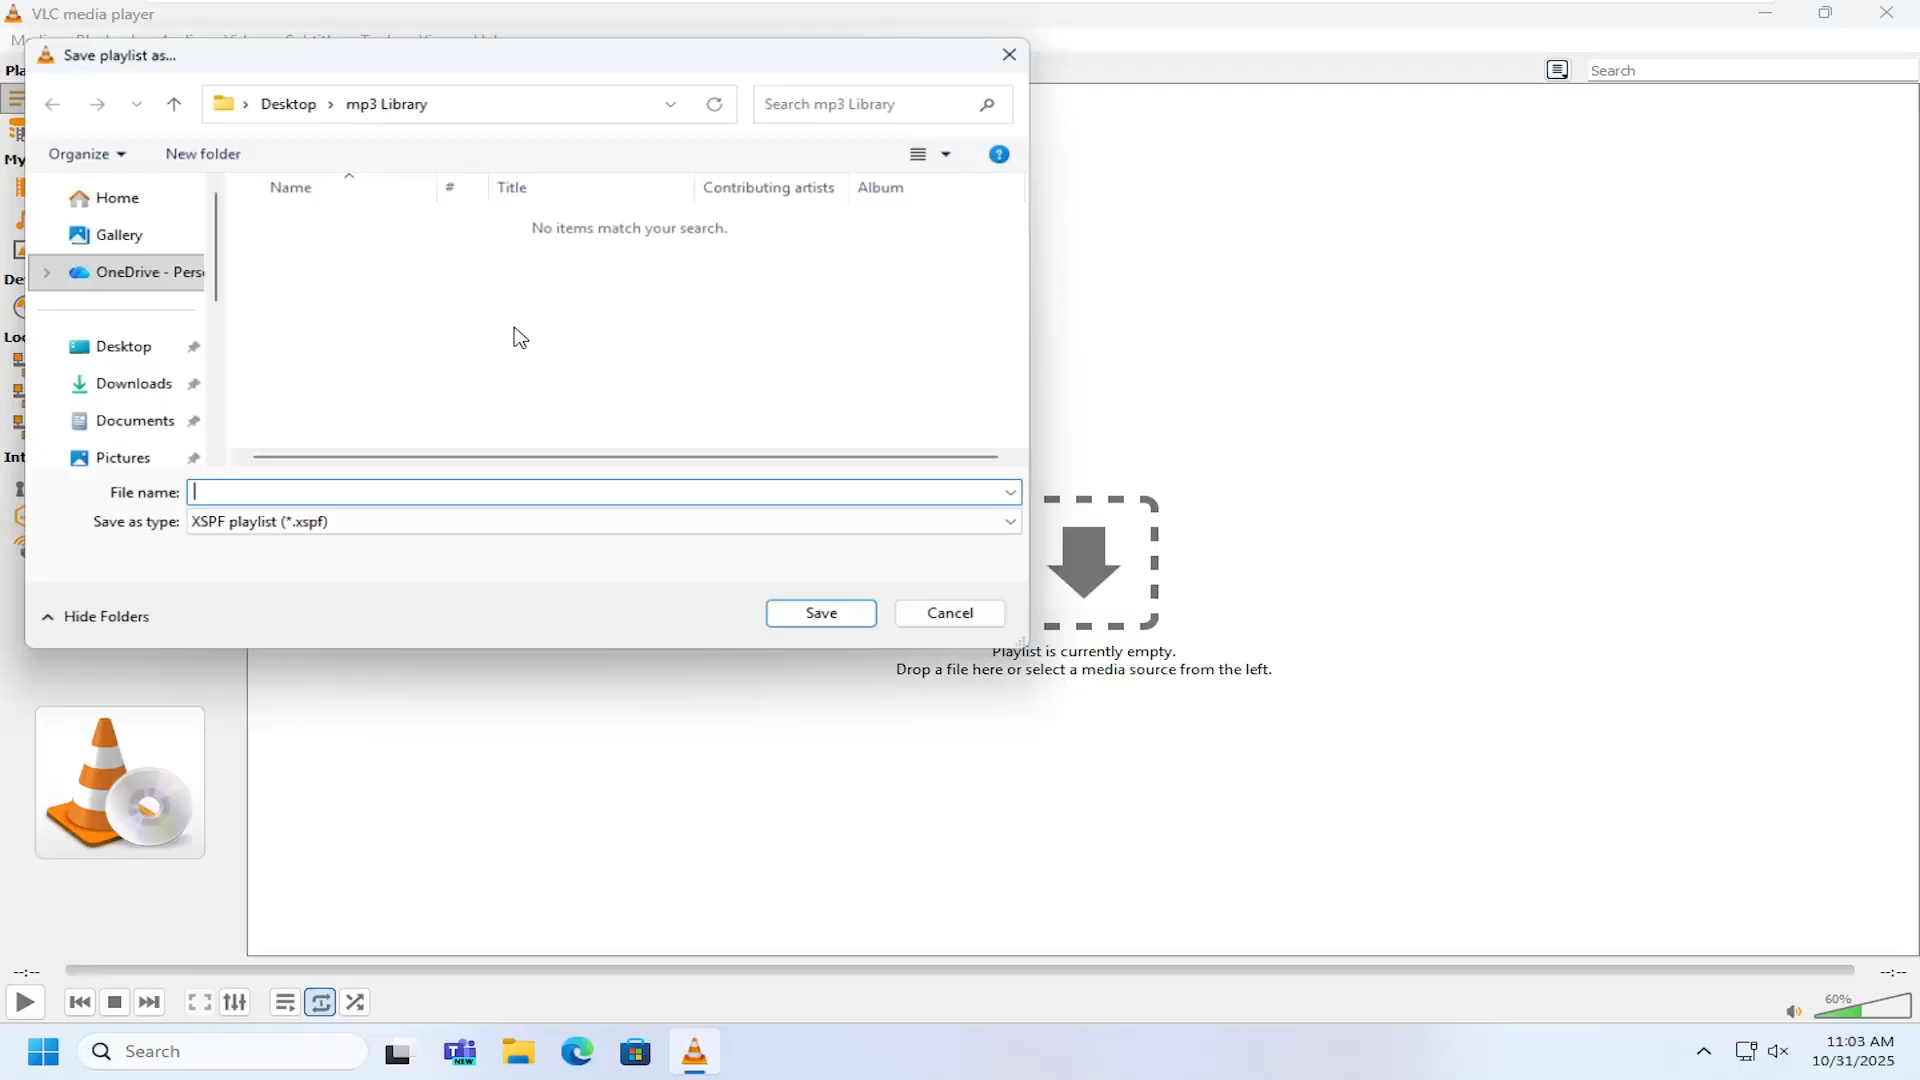 VLC media player
Save playlist as...
Pla
Search
Desktop
mp3 Library
Search mp3 Library
Organize
New folder
?
My
Name
#
Title
Contributing artists
Album
Home
No items match your search.
Gallery
OneDrive - Pers
De
Loc
Desktop
Downloads
Documents
Int
Pictures
File name:
Save as type:
XSPF playlist (*.xspf)
Hide Folders
Save
Cancel
Playlist is currently empty.
Drop a file here or select a media source from the left.
--:--
--:--
60%
Search
NEW
11:03 AM
10/31/2025